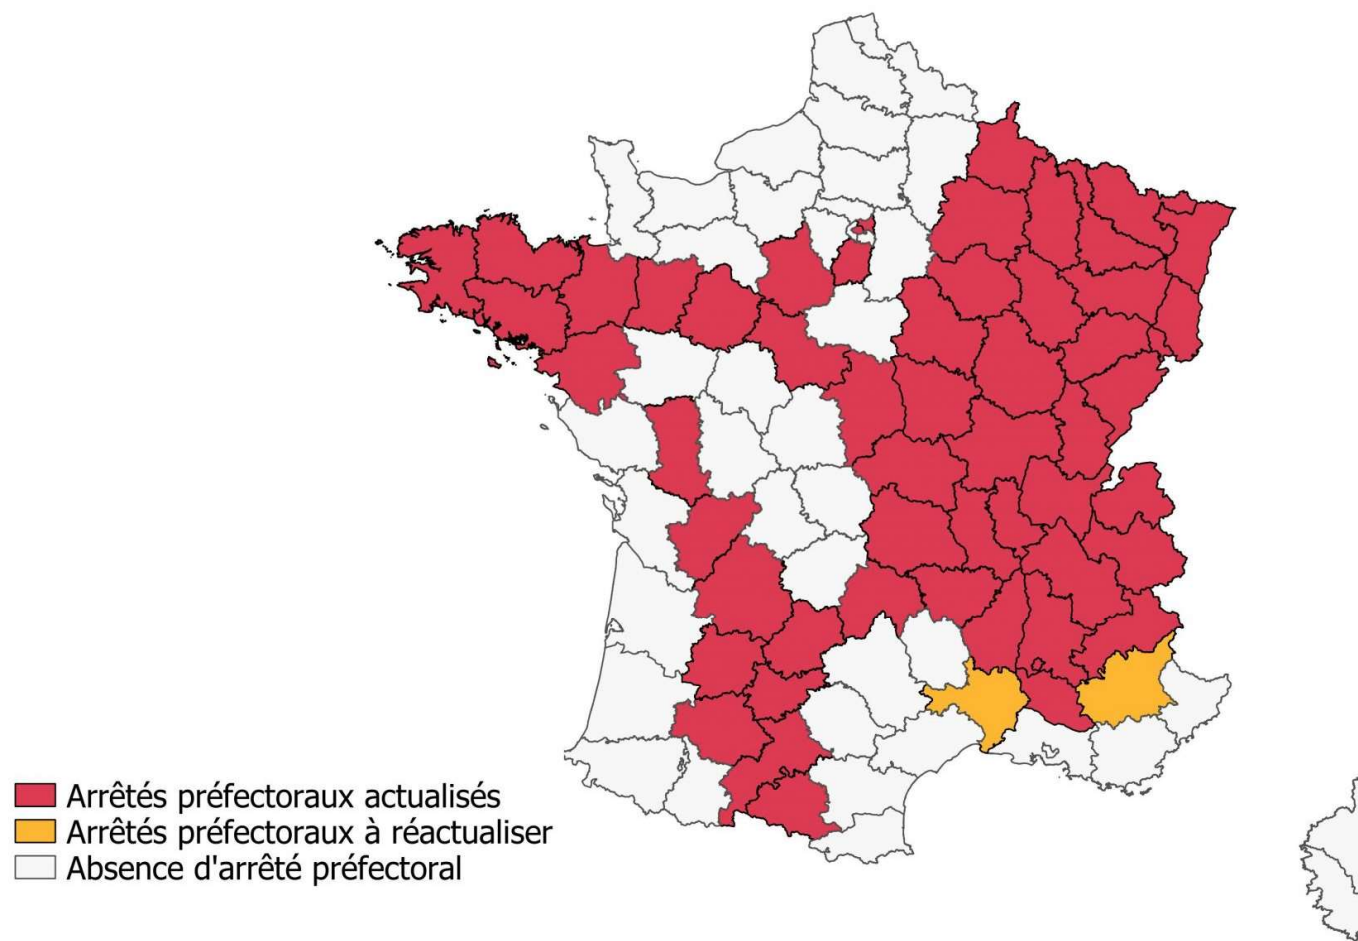 Arrêtés préfectoraux actualisés
Arrêtés préfectoraux à réactualiser
Absence d'arrêté préfectoral